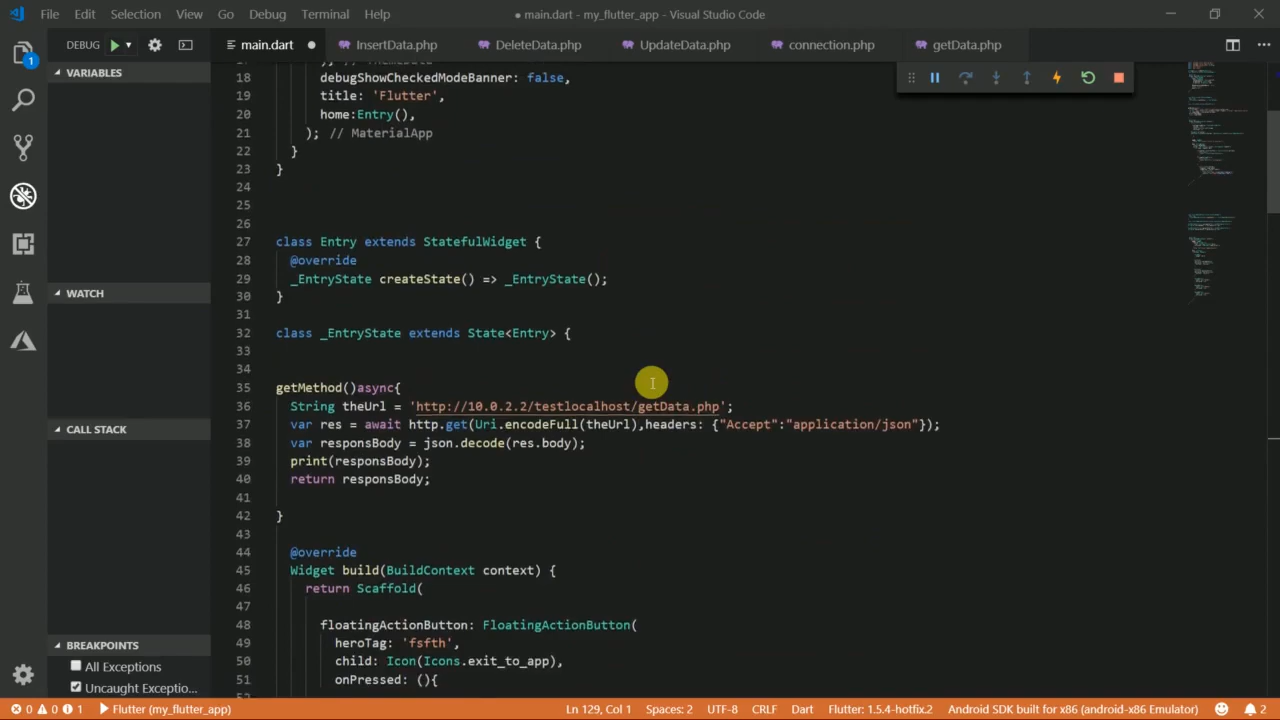 File Edit Selection View Go Debug Terminal Help ● main.dart - my_flutter_app - Visual Studio Code
DEBUG main.dart InsertData.php DeleteData.php UpdateData.php connection.php getData.php
1
VARIABLES
WATCH
CALL STACK
BREAKPOINTS
All Exceptions
Uncaught Exceptio...
18 debugShowCheckedModeBanner: false,
19 title: 'Flutter',
20 home:Entry(),
21 ); // MaterialApp
22 }
23 }
24
25
26
27 class Entry extends StatefulWidget {
28 @override
29 _EntryState createState() => _EntryState();
30 }
31
32 class _EntryState extends State<Entry> {
33
34
35 getMethod()async{
36 String theUrl = 'http://10.0.2.2/testlocalhost/getData.php';
37 var res = await http.get(Uri.encodeFull(theUrl),headers: {"Accept":"application/json"});
38 var responsBody = json.decode(res.body);
39 print(responsBody);
40 return responsBody;
41
42 }
43
44 @override
45 Widget build(BuildContext context) {
46 return Scaffold(
47
48 floatingActionButton: FloatingActionButton(
49 heroTag: 'fsfth',
50 child: Icon(Icons.exit_to_app),
51 onPressed: (){
0 0 1 Flutter (my_flutter_app) Ln 129, Col 1 Spaces: 2 UTF-8 CRLF Dart Flutter: 1.5.4-hotfix.2 Android SDK built for x86 (android-x86 Emulator) 2